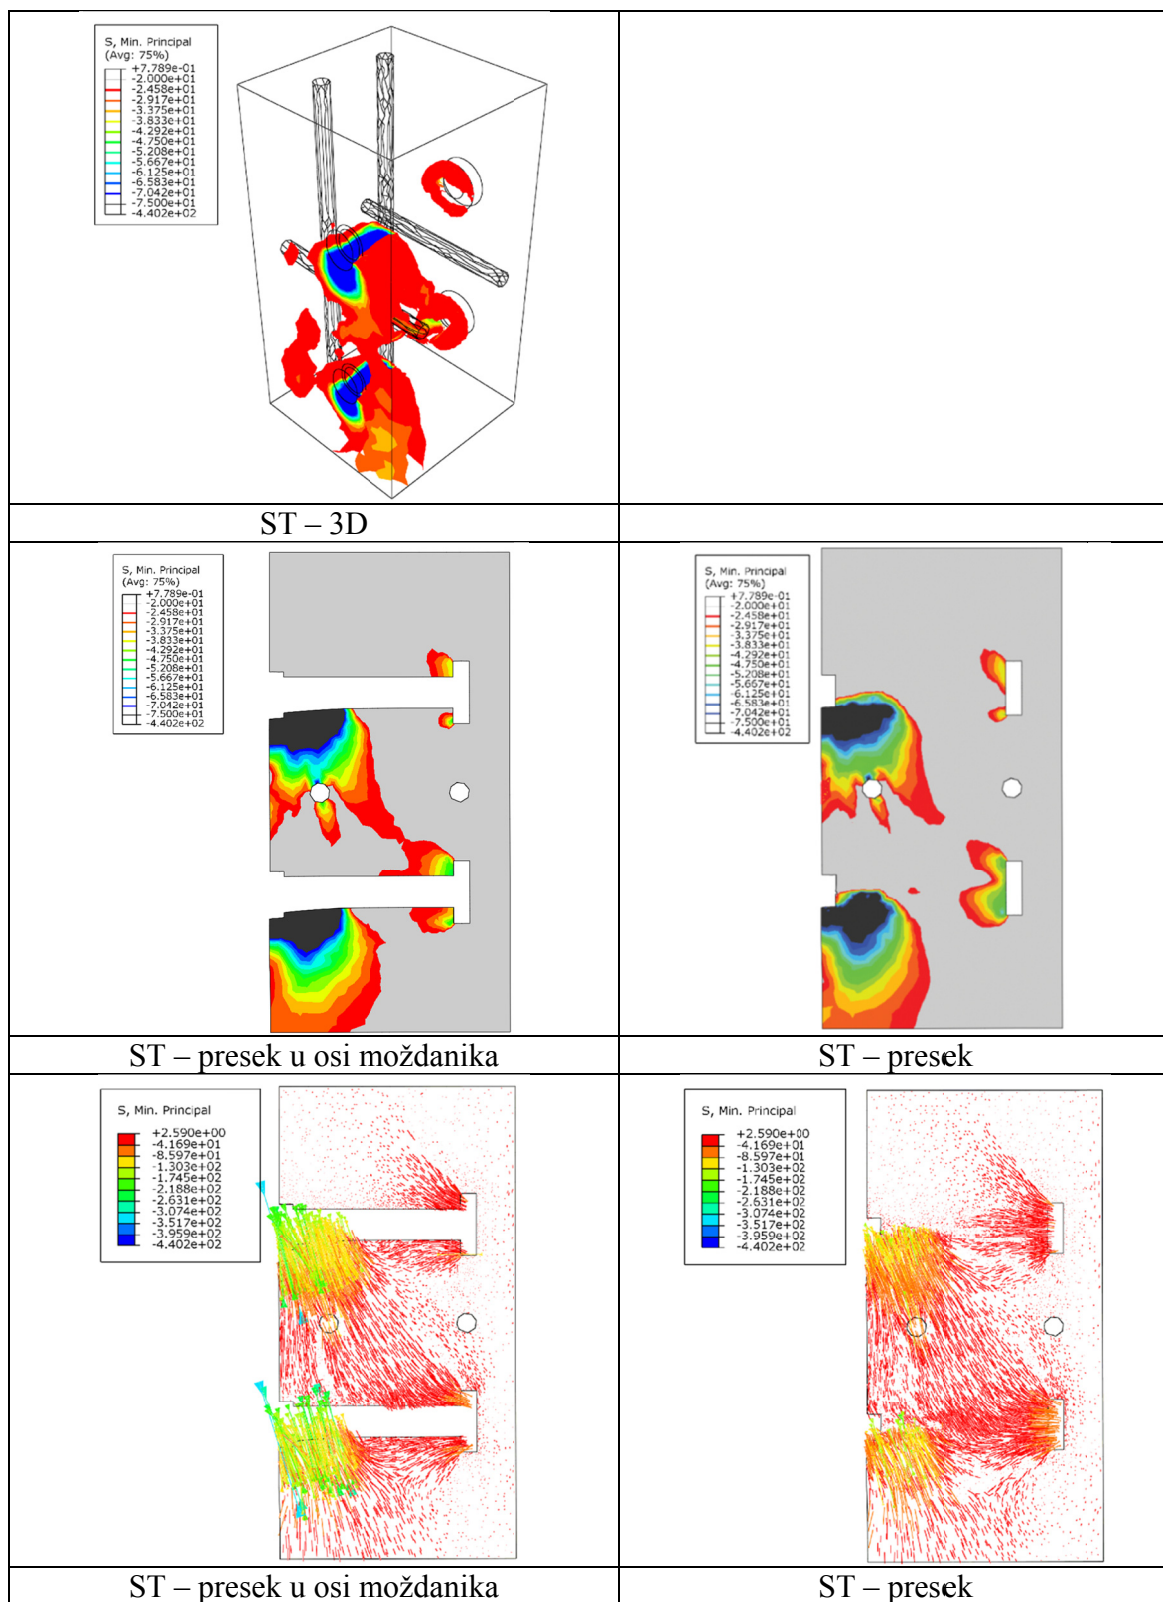 S, Min. Principal
(Avg: 75%)
+7.789e-01
-2.000e+01
-2.458e+01
-2.917e+01
-3.375e+01
-3.833e+01
-4.292e+01
-4.750e+01
-5.208e+01
-5.667e+01
-6.125e+01
-6.583e+01
-7.042e+01
-7.500e+01
-4.402e+02
ST – 3D
S, Min. Principal
(Avg: 75%)
+7.789e-01
-2.000e+01
-2.458e+01
-2.917e+01
-3.375e+01
-3.833e+01
-4.292e+01
-4.750e+01
-5.208e+01
-5.667e+01
-6.125e+01
-6.583e+01
-7.042e+01
-7.500e+01
-4.402e+02
S, Min. Principal
(Avg: 75%)
+7.789e-01
-2.000e+01
-2.458e+01
-2.917e+01
-3.375e+01
-3.833e+01
-4.292e+01
-4.750e+01
-5.208e+01
-5.667e+01
-6.125e+01
-6.583e+01
-7.042e+01
-7.500e+01
-4.402e+02
ST – presek u osi moždanika
ST – presek
S, Min. Principal
+2.590e+00
-4.169e+01
-8.597e+01
-1.303e+02
-1.745e+02
-2.188e+02
-2.631e+02
-3.074e+02
-3.517e+02
-3.959e+02
-4.402e+02
S, Min. Principal
+2.590e+00
-4.169e+01
-8.597e+01
-1.303e+02
-1.745e+02
-2.188e+02
-2.631e+02
-3.074e+02
-3.517e+02
-3.959e+02
-4.402e+02
ST – presek u osi moždanika
ST – presek